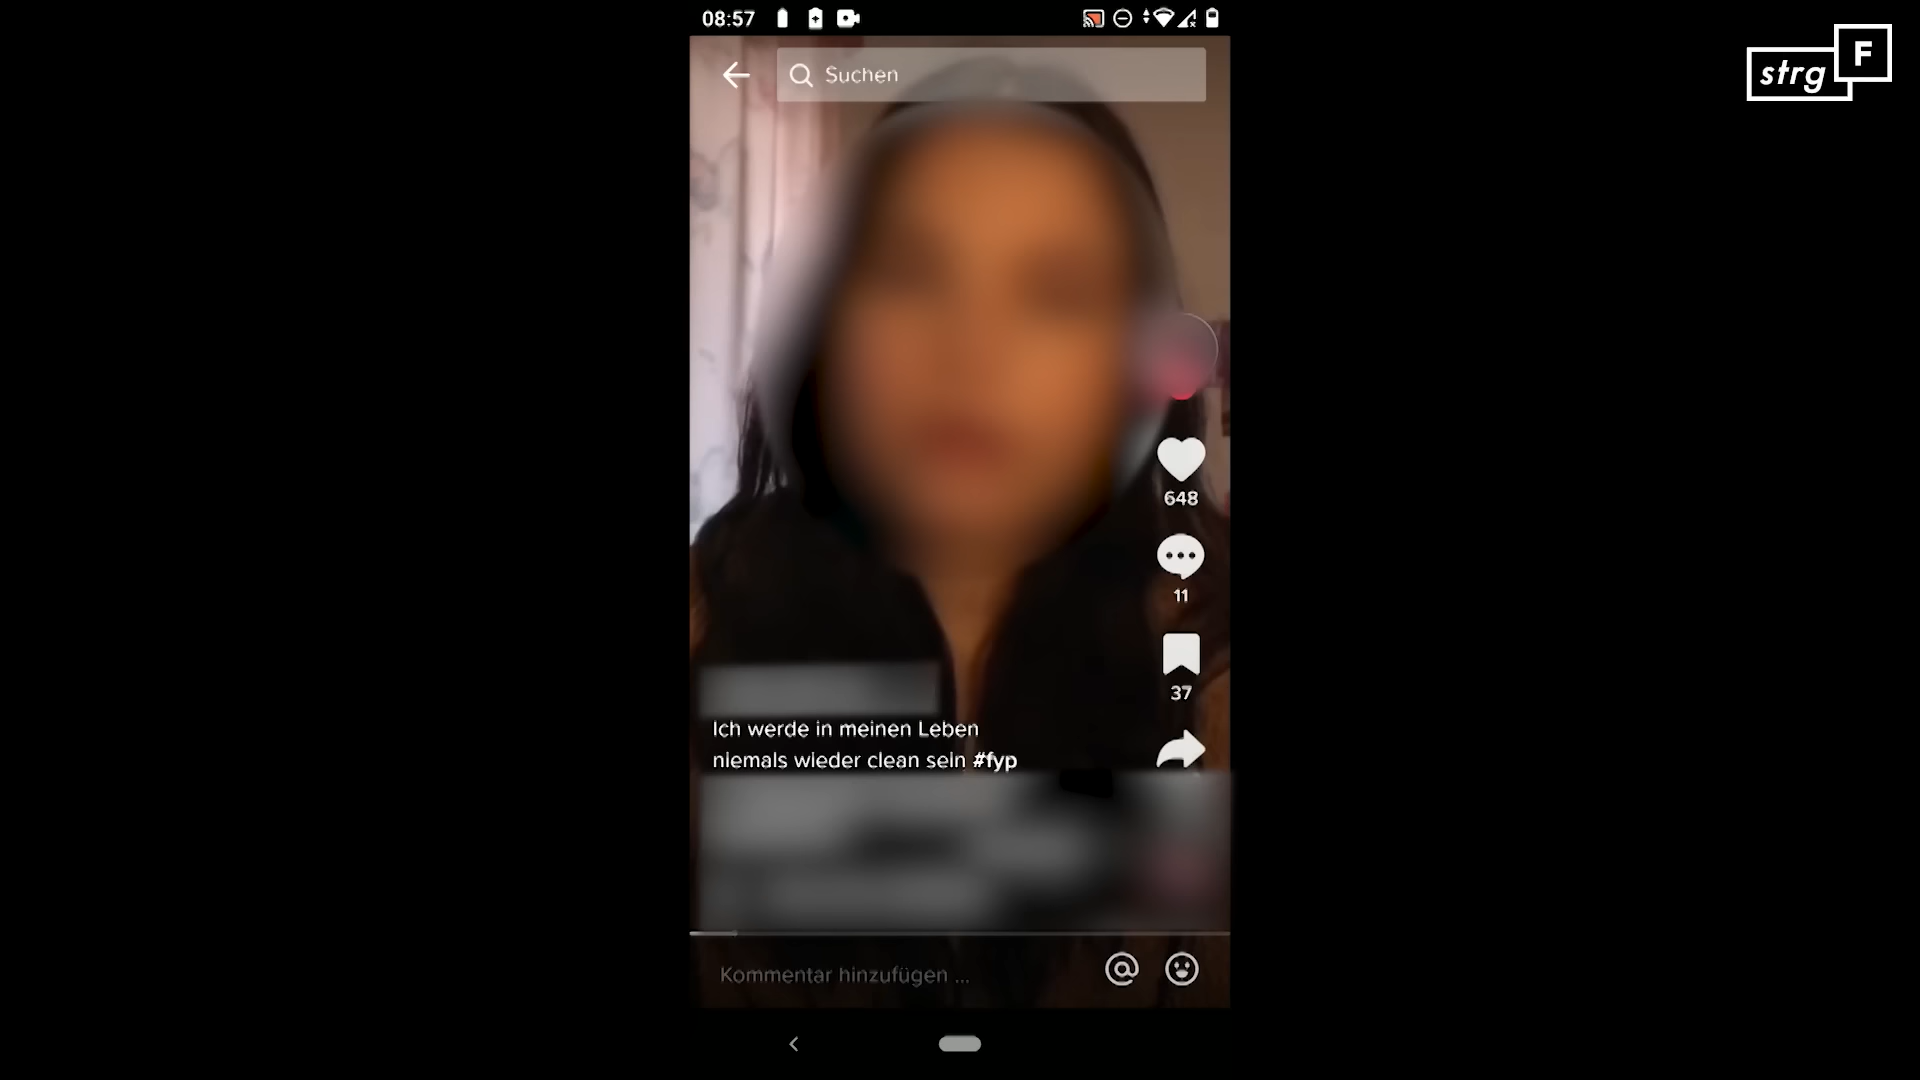 08:57
Suchen
strg F
648
11
37
Ich werde in meinen Leben
niemals wieder clean sein #fyp
Kommentar hinzufügen ...